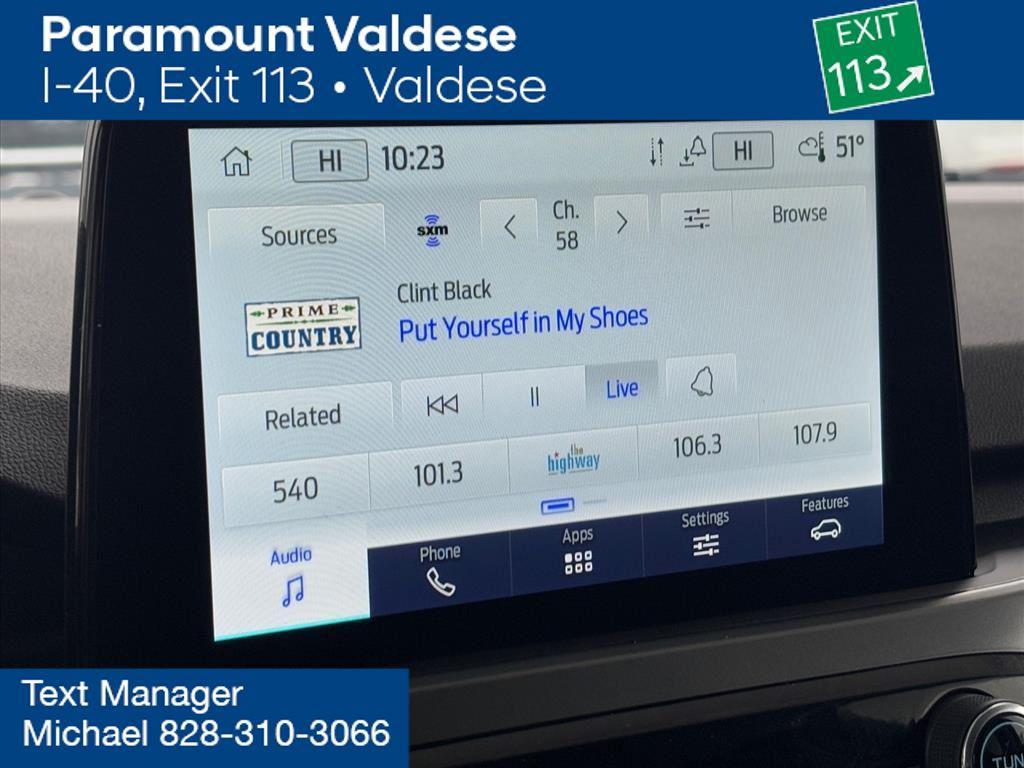 Paramount Valdese
I-40, Exit 113 • Valdese
EXIT
113
HI 10:23
HI 51°
Sources
sxm
Ch.
58
Browse
PRIME
COUNTRY
Clint Black
Put Yourself in My Shoes
Related
Live
540
101.3
the
highway
106.3
107.9
Audio
Phone
Apps
Settings
Features
Text Manager
Michael 828-310-3066
TUN